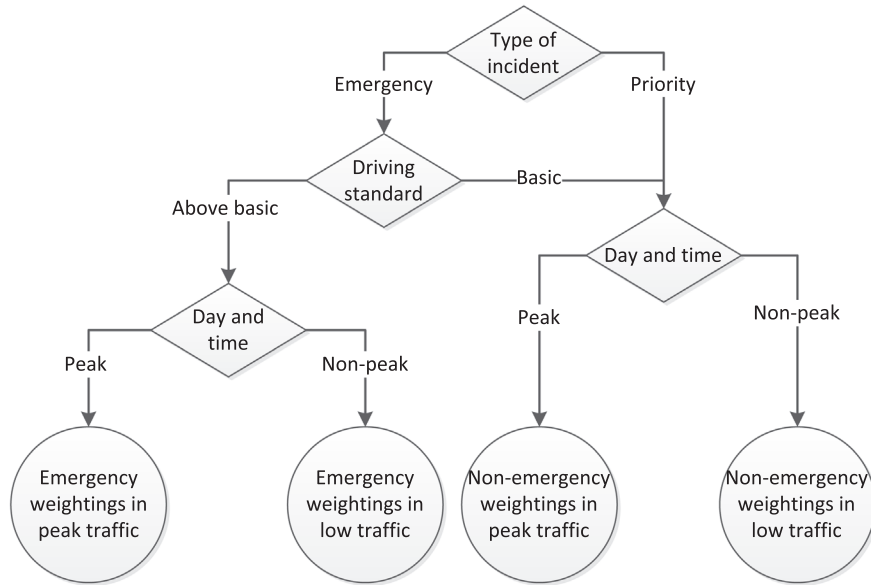 Type of
incident
Emergency
Priority
Driving
standard
Basic
Above basic
Day and time
Day and
time
Peak
Non-peak
Peak
Non-peak
Emergency
weightings in
peak traffic
Emergency
weightings in
low traffic
Non-emergency
weightings in
peak traffic
Non-emergency
weightings in
low traffic